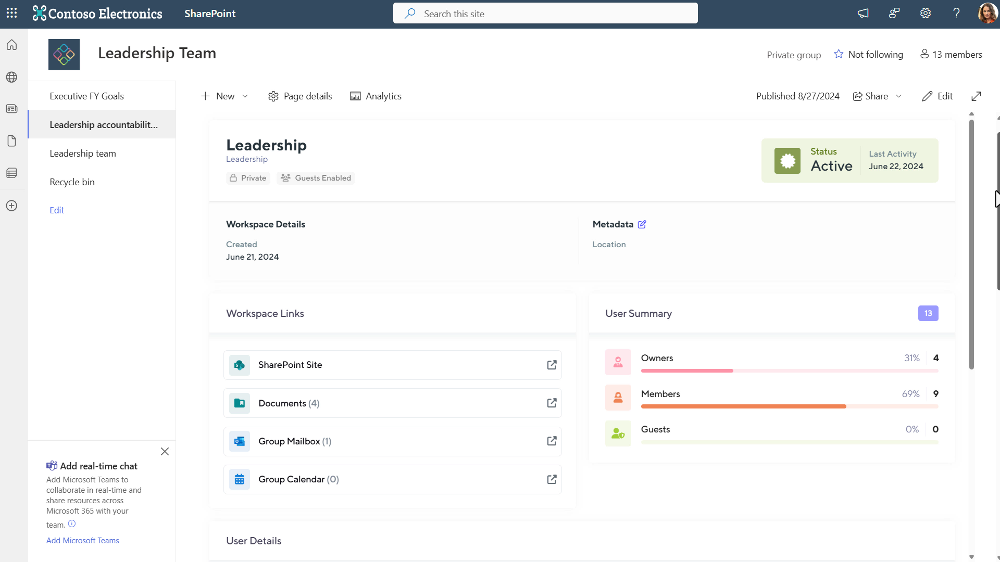 Contoso Electronics
SharePoint
Search this site
Leadership Team
Private group
Not following
13 members
Executive FY Goals
Leadership accountabilit...
Leadership team
Recycle bin
Edit
New
Page details
Analytics
Published 8/27/2024
Share
Edit
Leadership
Leadership
Private
Guests Enabled
Status
Active
Last Activity
June 22, 2024
Workspace Details
Created
June 21, 2024
Metadata
Location
Workspace Links
SharePoint Site
Documents (4)
Group Mailbox (1)
Group Calendar (0)
User Summary
13
Owners 31% 4
Members 69% 9
Guests 0% 0
User Details
Add real-time chat
Add Microsoft Teams to
collaborate in real-time and
share resources across
Microsoft 365 with your
team.
Add Microsoft Teams